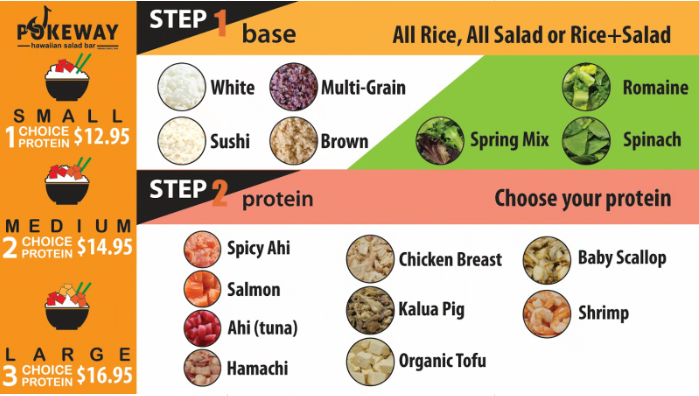 POKEWAY
hawaiian salad bar
SMALL
1 CHOICE PROTEIN $12.95
MEDIUM
2 CHOICE PROTEIN $14.95
LARGE
3 CHOICE PROTEIN $16.95
STEP 1 base
All Rice, All Salad or Rice+Salad
White
Multi-Grain
Sushi
Brown
Romaine
Spring Mix
Spinach
STEP 2 protein
Choose your protein
Spicy Ahi
Salmon
Ahi (tuna)
Hamachi
Chicken Breast
Kalua Pig
Organic Tofu
Baby Scallop
Shrimp